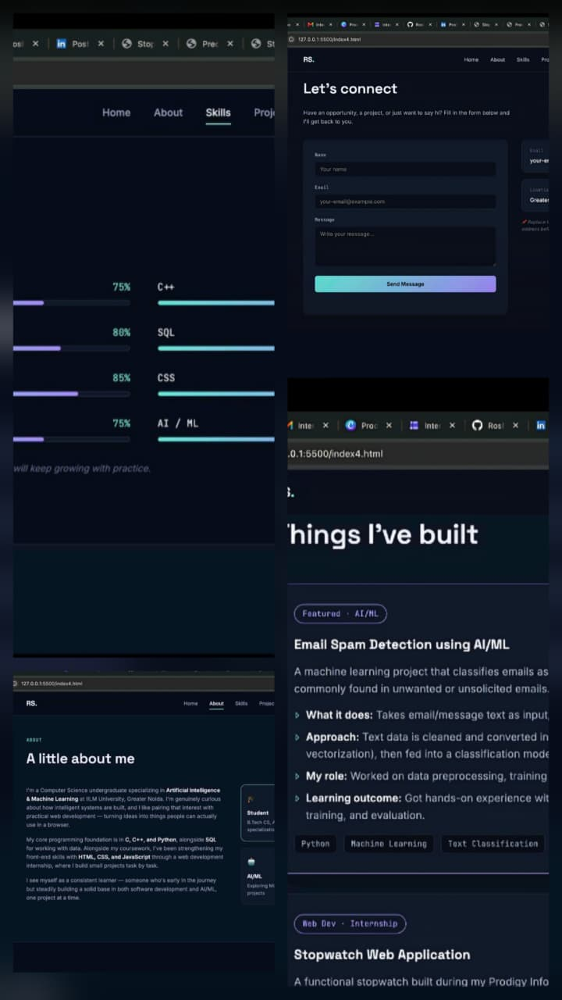 Pos
Stop
Prec
St
Home
About
Skills
Proje
75%
C++
80%
SQL
85%
CSS
75%
AI / ML
will keep growing with practice.
127.0.0.1:5500/index4.html
RS.
Home
About
Skills
Let's connect
Have an opportunity, a project, or just want to say hi? Fill in the form below and
I'll get back to you.
Name
Your name
Email
your-email@example.com
Message
Write your message...
Send Message
Email
your-er
Locatio
Greater
Replace
Inte
Proc
Inte
Rosl
.0.1:5500/index4.html
S.
Things I've built
Featured · AI/ML
Email Spam Detection using AI/ML
A machine learning project that classifies emails as
commonly found in unwanted or unsolicited emails.
What it does: Takes email/message text as input,
Approach: Text data is cleaned and converted in
vectorization), then fed into a classification mode
My role: Worked on data preprocessing, training
Learning outcome: Got hands-on experience wit
training, and evaluation.
Python
Machine Learning
Text Classification
Web Dev · Internship
Stopwatch Web Application
A functional stopwatch built during my Prodigy Info
127.0.0.1:5500/index4.html
RS.
Home
About
Skills
Projec
ABOUT
A little about me
I'm a Computer Science undergraduate specializing in Artificial Intelligence
& Machine Learning at IILM University, Greater Noida. I'm genuinely curious
about how intelligent systems are built, and I like pairing that interest with
practical web development — turning ideas into things people can actually
use in a browser.
My core programming foundation is in C, C++, and Python, alongside SQL
for working with data. Alongside my coursework, I've been strengthening my
front-end skills with HTML, CSS, and JavaScript through a web development
internship, where I build small projects task by task.
I see myself as a consistent learner — someone who's early in the journey
but steadily building a solid base in both software development and AI/ML,
one project at a time.
Student
B.Tech CS, A
specializatio
AI/ML
Exploring M
projects